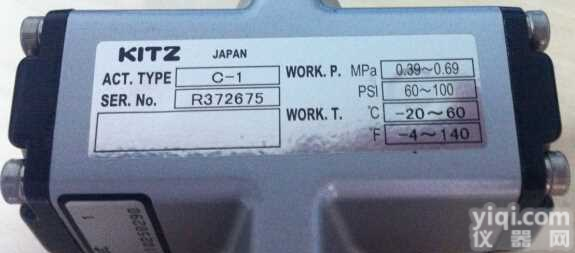 KITZ JAPAN
ACT. TYPE C-1
SER. No. R372675
WORK. P. MPa 0.39~0.69
PSI 60~100
WORK. T. ℃ -20~60
°F -4~140
1
yiqi.com
仪器网